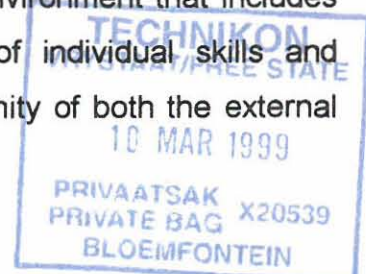 vironment that includes
TECHNIKON
of individual skills and
VRYSTAAT/FREE STATE
nity of both the external
10 MAR 1999
PRIVAATSAK
PRIVATE BAG X20539
BLOEMFONTEIN